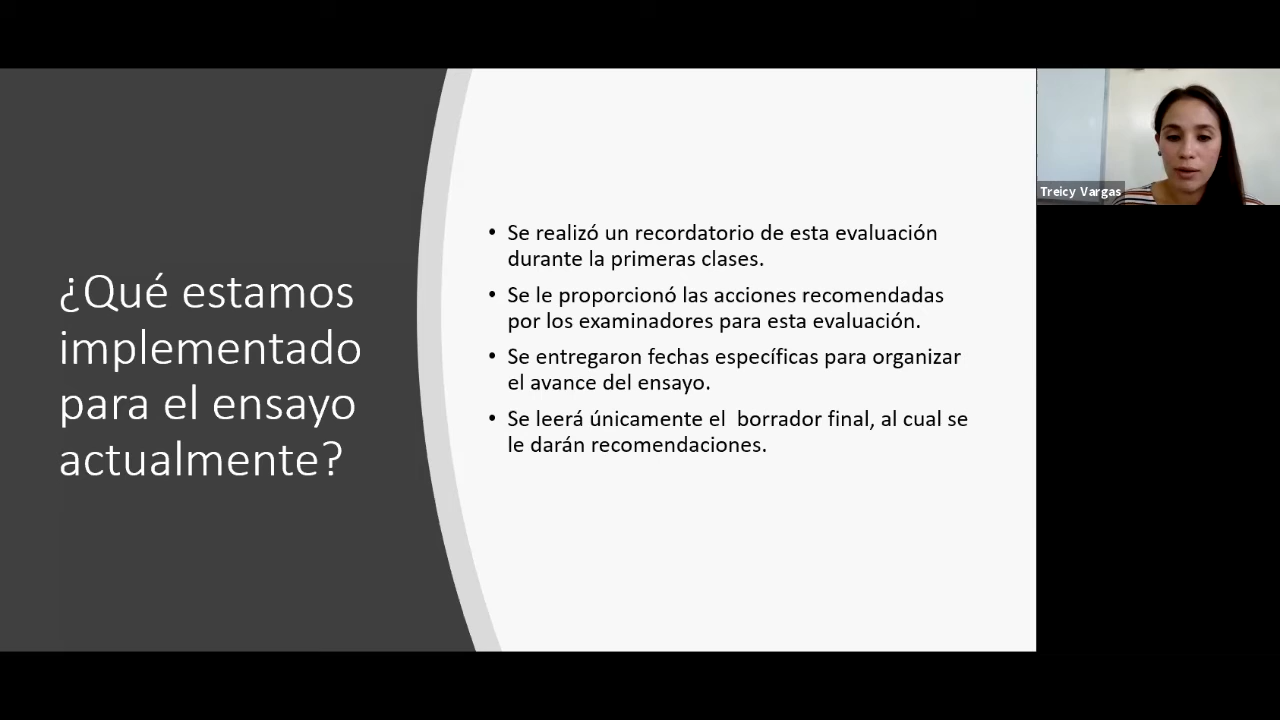 ¿Qué estamos
implementado
para el ensayo
actualmente?
• Se realizó un recordatorio de esta evaluación
durante la primeras clases.
• Se le proporcionó las acciones recomendadas
por los examinadores para esta evaluación.
• Se entregaron fechas específicas para organizar
el avance del ensayo.
• Se leerá únicamente el  borrador final, al cual se
le darán recomendaciones.
Treicy Vargas